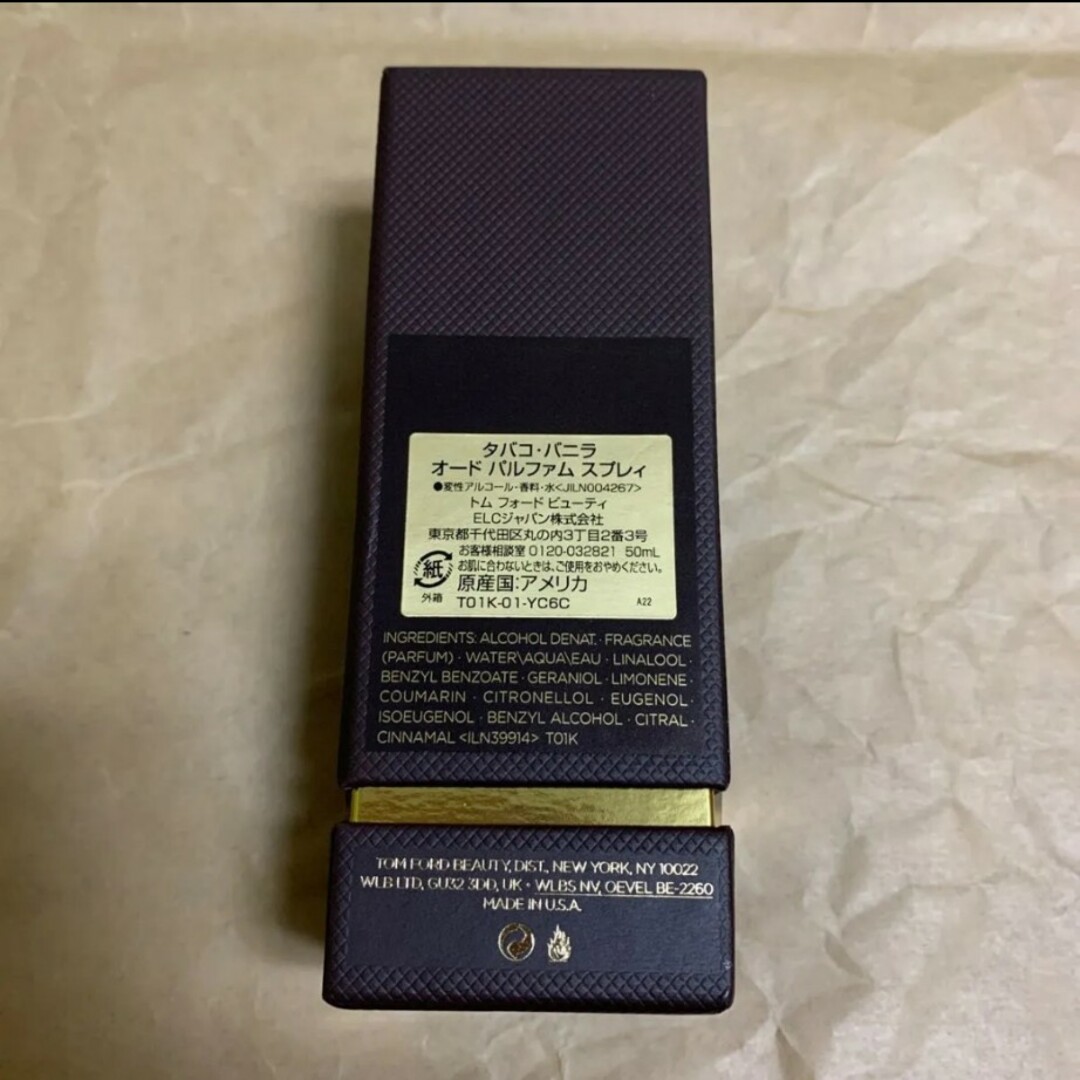 タバコ・バニラ
オード パルファム スプレィ
●変性アルコール・香料・水<JILN004267>
トム フォード ビューティ
ELCジャパン株式会社
東京都千代田区丸の内3丁目2番3号
お客様相談室 0120-032821 50mL
お肌に合わないときは、ご使用をおやめください。
紙
外箱
原産国:アメリカ
T01K-01-YC6C A22
INGREDIENTS: ALCOHOL DENAT. · FRAGRANCE
(PARFUM) · WATER\AQUA\EAU · LINALOOL ·
BENZYL BENZOATE · GERANIOL · LIMONENE ·
COUMARIN · CITRONELLOL · EUGENOL ·
ISOEUGENOL · BENZYL ALCOHOL · CITRAL ·
CINNAMAL <ILN39914> T01K
TOM FORD BEAUTY, DIST., NEW YORK, NY 10022
WLB LTD, GU32 3DD, UK · WLBS NV, OEVEL BE-2260
MADE IN U.S.A.